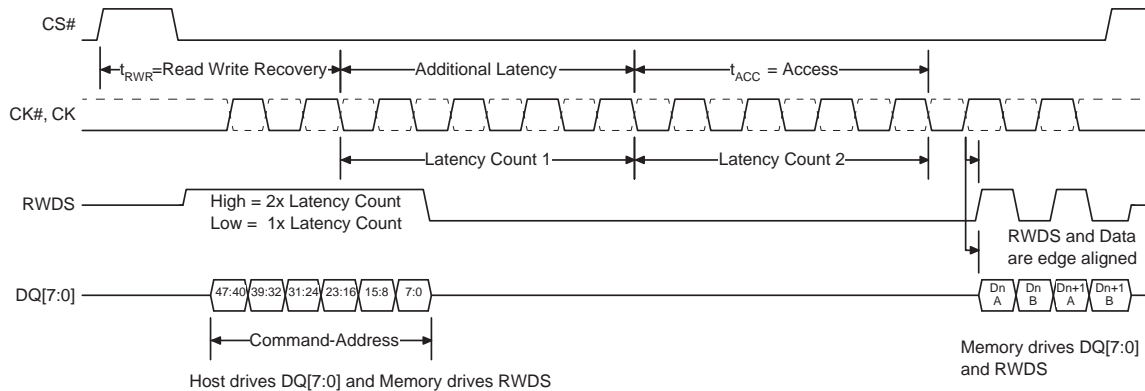 CS#
tRWR=Read Write Recovery
Additional Latency
tACC = Access
CK#, CK
Latency Count 1
Latency Count 2
RWDS
High = 2x Latency Count
Low = 1x Latency Count
RWDS and Data
are edge aligned
DQ[7:0]
47:40 39:32 31:24 23:16 15:8 7:0
Dn A
Dn B
Dn+1 A
Dn+1 B
Command-Address
Memory drives DQ[7:0]
and RWDS
Host drives DQ[7:0] and Memory drives RWDS